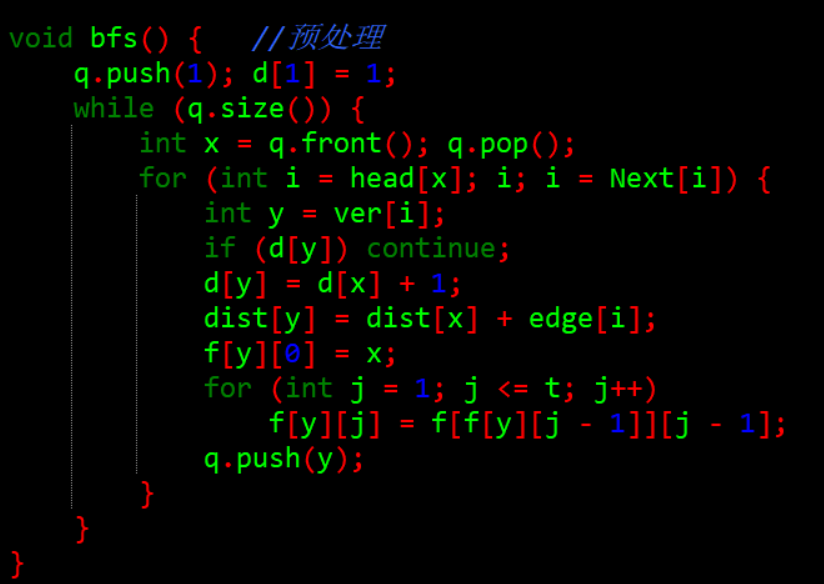 void bfs() {   //预处理
    q.push(1); d[1] = 1;
    while (q.size()) {
        int x = q.front(); q.pop();
        for (int i = head[x]; i; i = Next[i]) {
            int y = ver[i];
            if (d[y]) continue;
            d[y] = d[x] + 1;
            dist[y] = dist[x] + edge[i];
            f[y][0] = x;
            for (int j = 1; j <= t; j++)
                f[y][j] = f[f[y][j - 1]][j - 1];
            q.push(y);
        }
    }
}